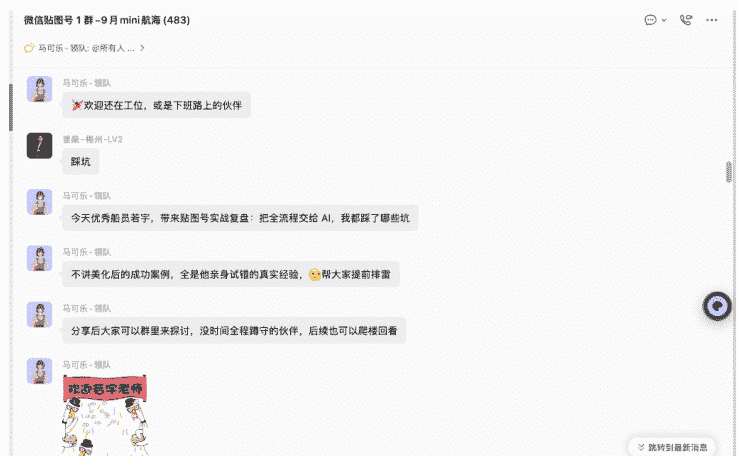 微信贴图号 1 群-9月mini航海 (483)
马可乐-领队: @所有人 ...
马可乐-领队
🎉欢迎还在工位，或是下班路上的伙伴
曾燊-梅州-LV2
踩坑
马可乐-领队
今天优秀船员若宇，带来贴图号实战复盘：把全流程交给 AI，我都踩了哪些坑
马可乐-领队
不讲美化后的成功案例，全是他亲身试错的真实经验，🧐帮大家提前排雷
马可乐-领队
分享后大家可以群里来探讨，没时间全程蹲守的伙伴，后续也可以爬楼回看
马可乐-领队
欢迎若宇老师
跳转到最新消息